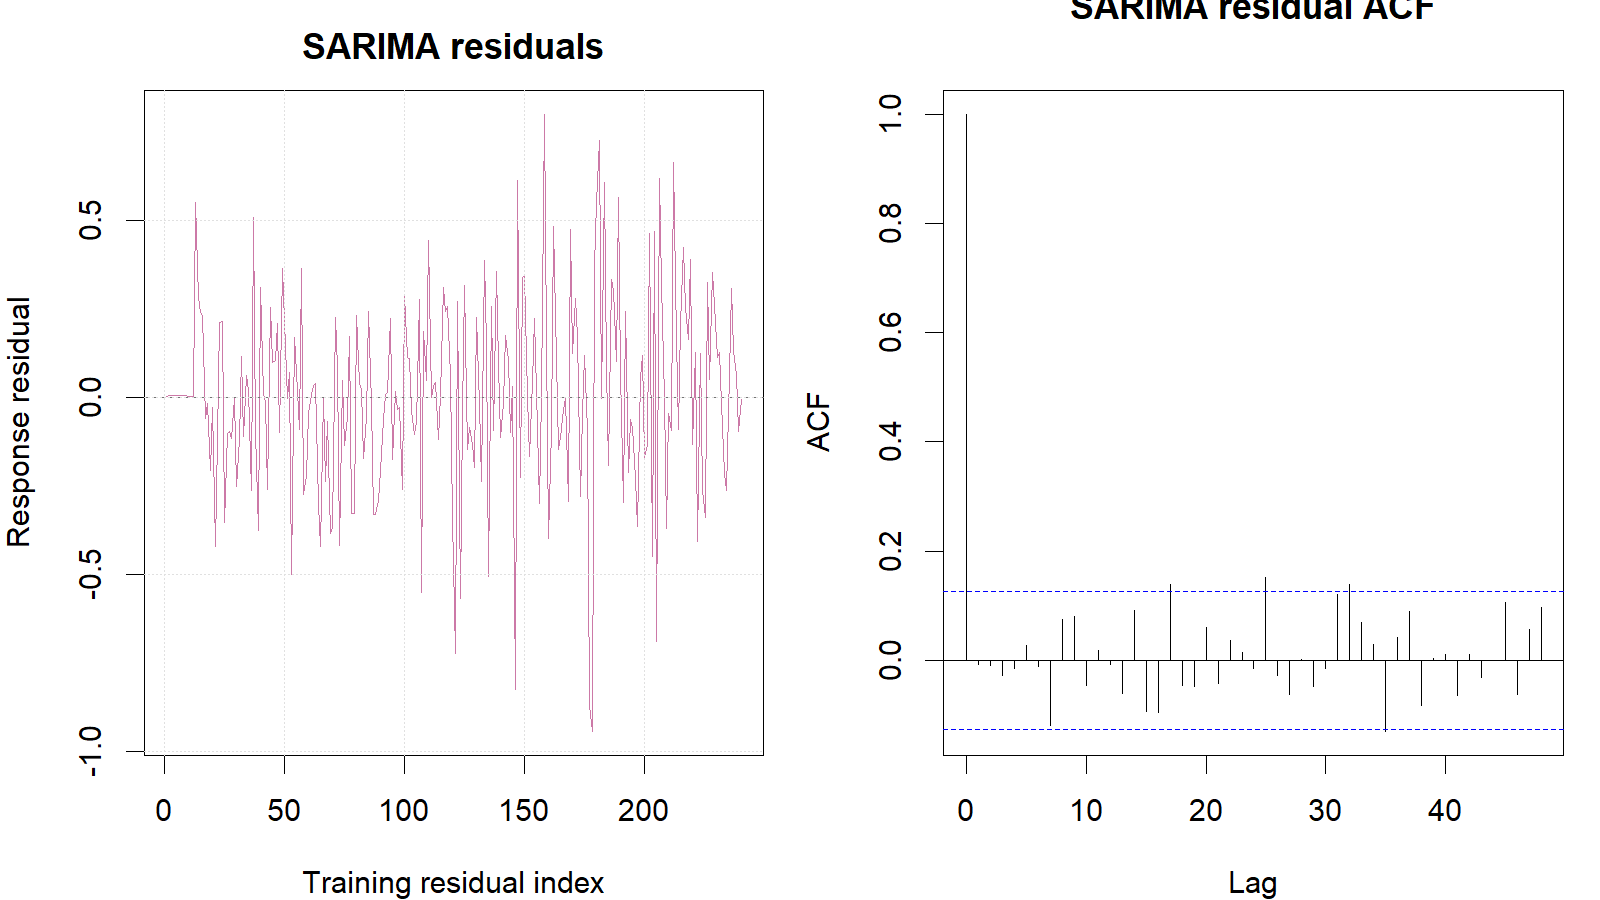 SARIMA residuals
Response residual
0.5
0.0
-0.5
-1.0
0 50 100 150 200
Training residual index
SARIMA residual ACF
ACF
1.0
0.8
0.6
0.4
0.2
0.0
0 10 20 30 40
Lag